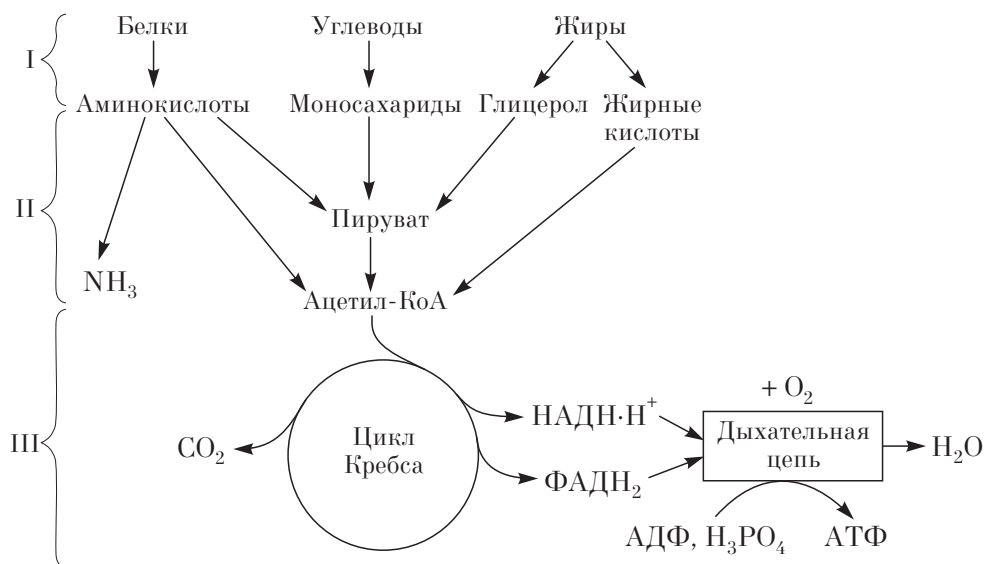 Белки
Углеводы
Жиры
I
Аминокислоты
Моносахариды
Глицерол
Жирные
кислоты
II
Пируват
NH3
Ацетил-КоА
III
Цикл
Кребса
CO2
НАДН·Н+
ФАДН2
+ O2
Дыхательная
цепь
H2O
АДФ, H3PO4
АТФ